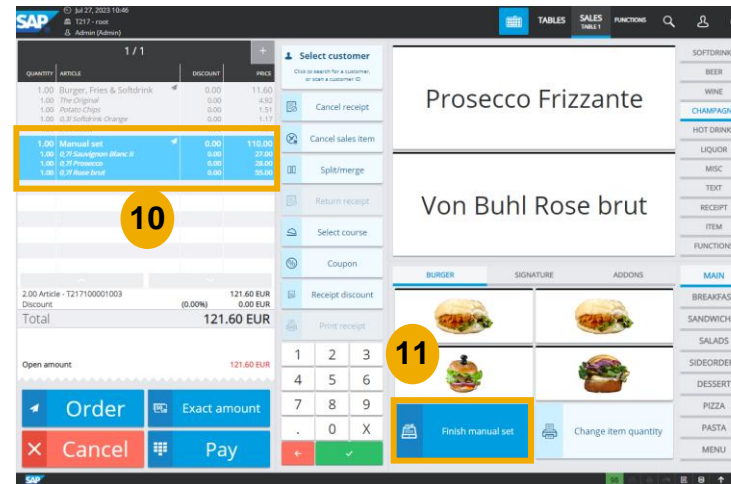 SAP
Jul 27, 2023 10:46
T217 - root
Admin (Admin)
TABLES
SALES
TABLE 1
FUNCTIONS
1 / 1
+
QUANTITY ARTICLE DISCOUNT PRICE
1.00 Burger, Fries & Softdrink 0.00 11.60
1.00 The Original 0.00 4.92
1.00 Potato Chips 0.00 1.51
1.00 0,3l Softdrink Orange 0.00 1.17
1.00 Manual set 0.00 110.00
1.00 0,7l Sauvignon Blanc II 0.00 27.00
1.00 0,7l Prosecco 0.00 28.00
1.00 0,7l Rose brut 0.00 55.00
10
2.00 Article - T217100001003 121.60 EUR
Discount (0.00%) 0.00 EUR
Total 121.60 EUR
Open amount 121.60 EUR
Order
Exact amount
Cancel
Pay
Select customer
Click to search for a customer,
or scan a customer ID
Cancel receipt
Cancel sales item
Split/merge
Return receipt
Select course
Coupon
Receipt discount
Print receipt
1 2 3
4 5 6
7 8 9
. 0 X
Prosecco Frizzante
Von Buhl Rose brut
BURGER SIGNATURE ADDONS
11
Finish manual set
Change item quantity
SOFTDRINK
BEER
WINE
CHAMPAGN
HOT DRINK
LIQUOR
MISC
TEXT
RECEIPT
ITEM
FUNCTION
MAIN
BREAKFAS
SANDWICH
SALADS
SIDEORDE
DESSERT
PIZZA
PASTA
MENU
SAP